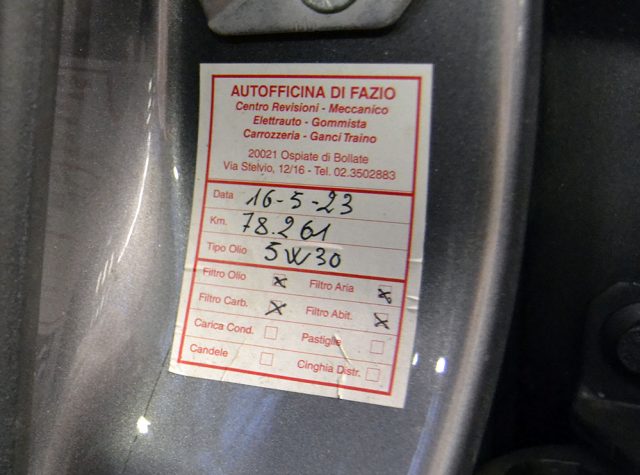 AUTOFFICINA DI FAZIO
Centro Revisioni - Meccanico
Elettrauto - Gommista
Carrozzeria - Ganci Traino
20021 Ospiate di Bollate
Via Stelvio, 12/16 - Tel. 02.3502883
Data 16-5-23
Km. 78.261
Tipo Olio 5W30
Filtro Olio Filtro Aria
Filtro Carb. Filtro Abit.
Carica Cond. Pastiglie
Candele Cinghia Distr.